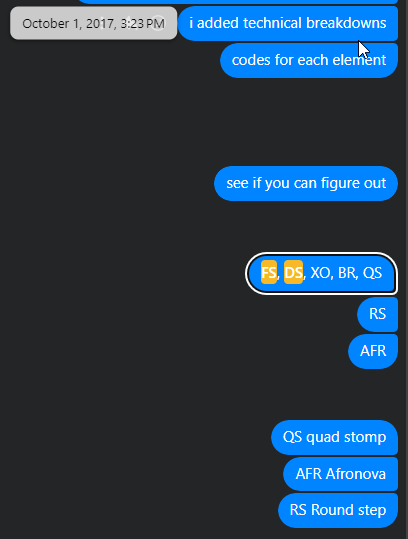 October 1, 2017, 3:23 PM
i added technical breakdowns
codes for each element
see if you can figure out
FS, DS, XO, BR, QS
RS
AFR
QS quad stomp
AFR Afronova
RS Round step